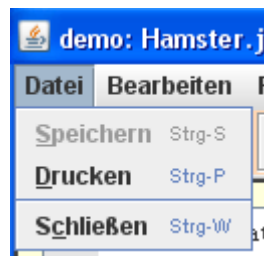 demo: Hamster.j
Datei Bearbeiten
Speichern Strg-S
Drucken Strg-P
Schließen Strg-W